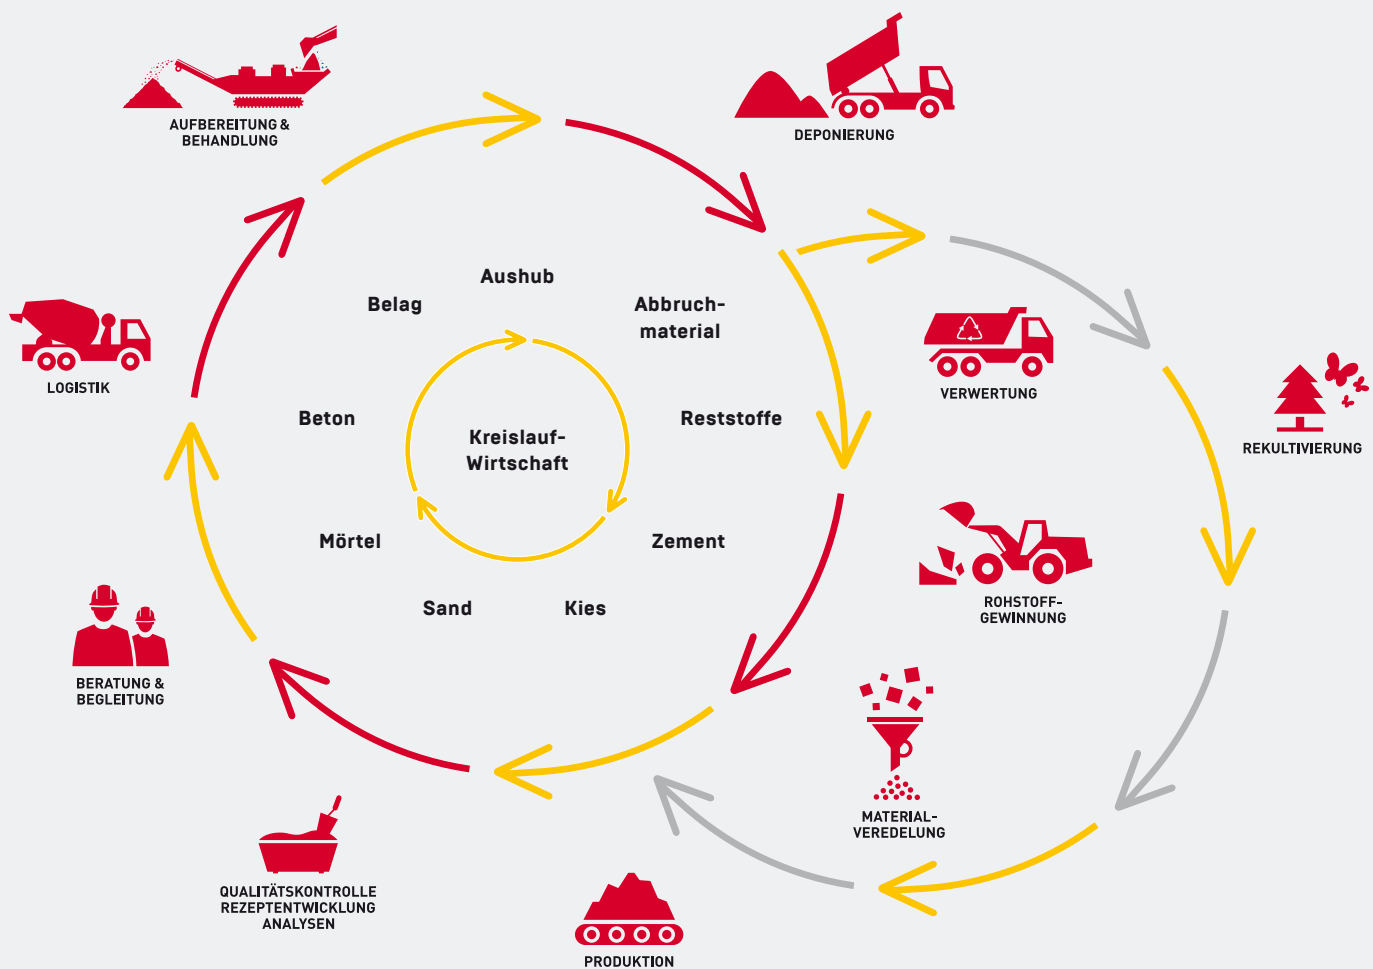 AUFBEREITUNG &
BEHANDLUNG
DEPONIERUNG
Aushub
Belag
Abbruch-
material
LOGISTIK
VERWERTUNG
Beton
Reststoffe
Kreislauf-
Wirtschaft
REKULTIVIERUNG
Mörtel
Zement
Sand
Kies
ROHSTOFF-
GEWINNUNG
BERATUNG &
BEGLEITUNG
MATERIAL-
VEREDELUNG
QUALITÄTSKONTROLLE
REZEPTENTWICKLUNG
ANALYSEN
PRODUKTION